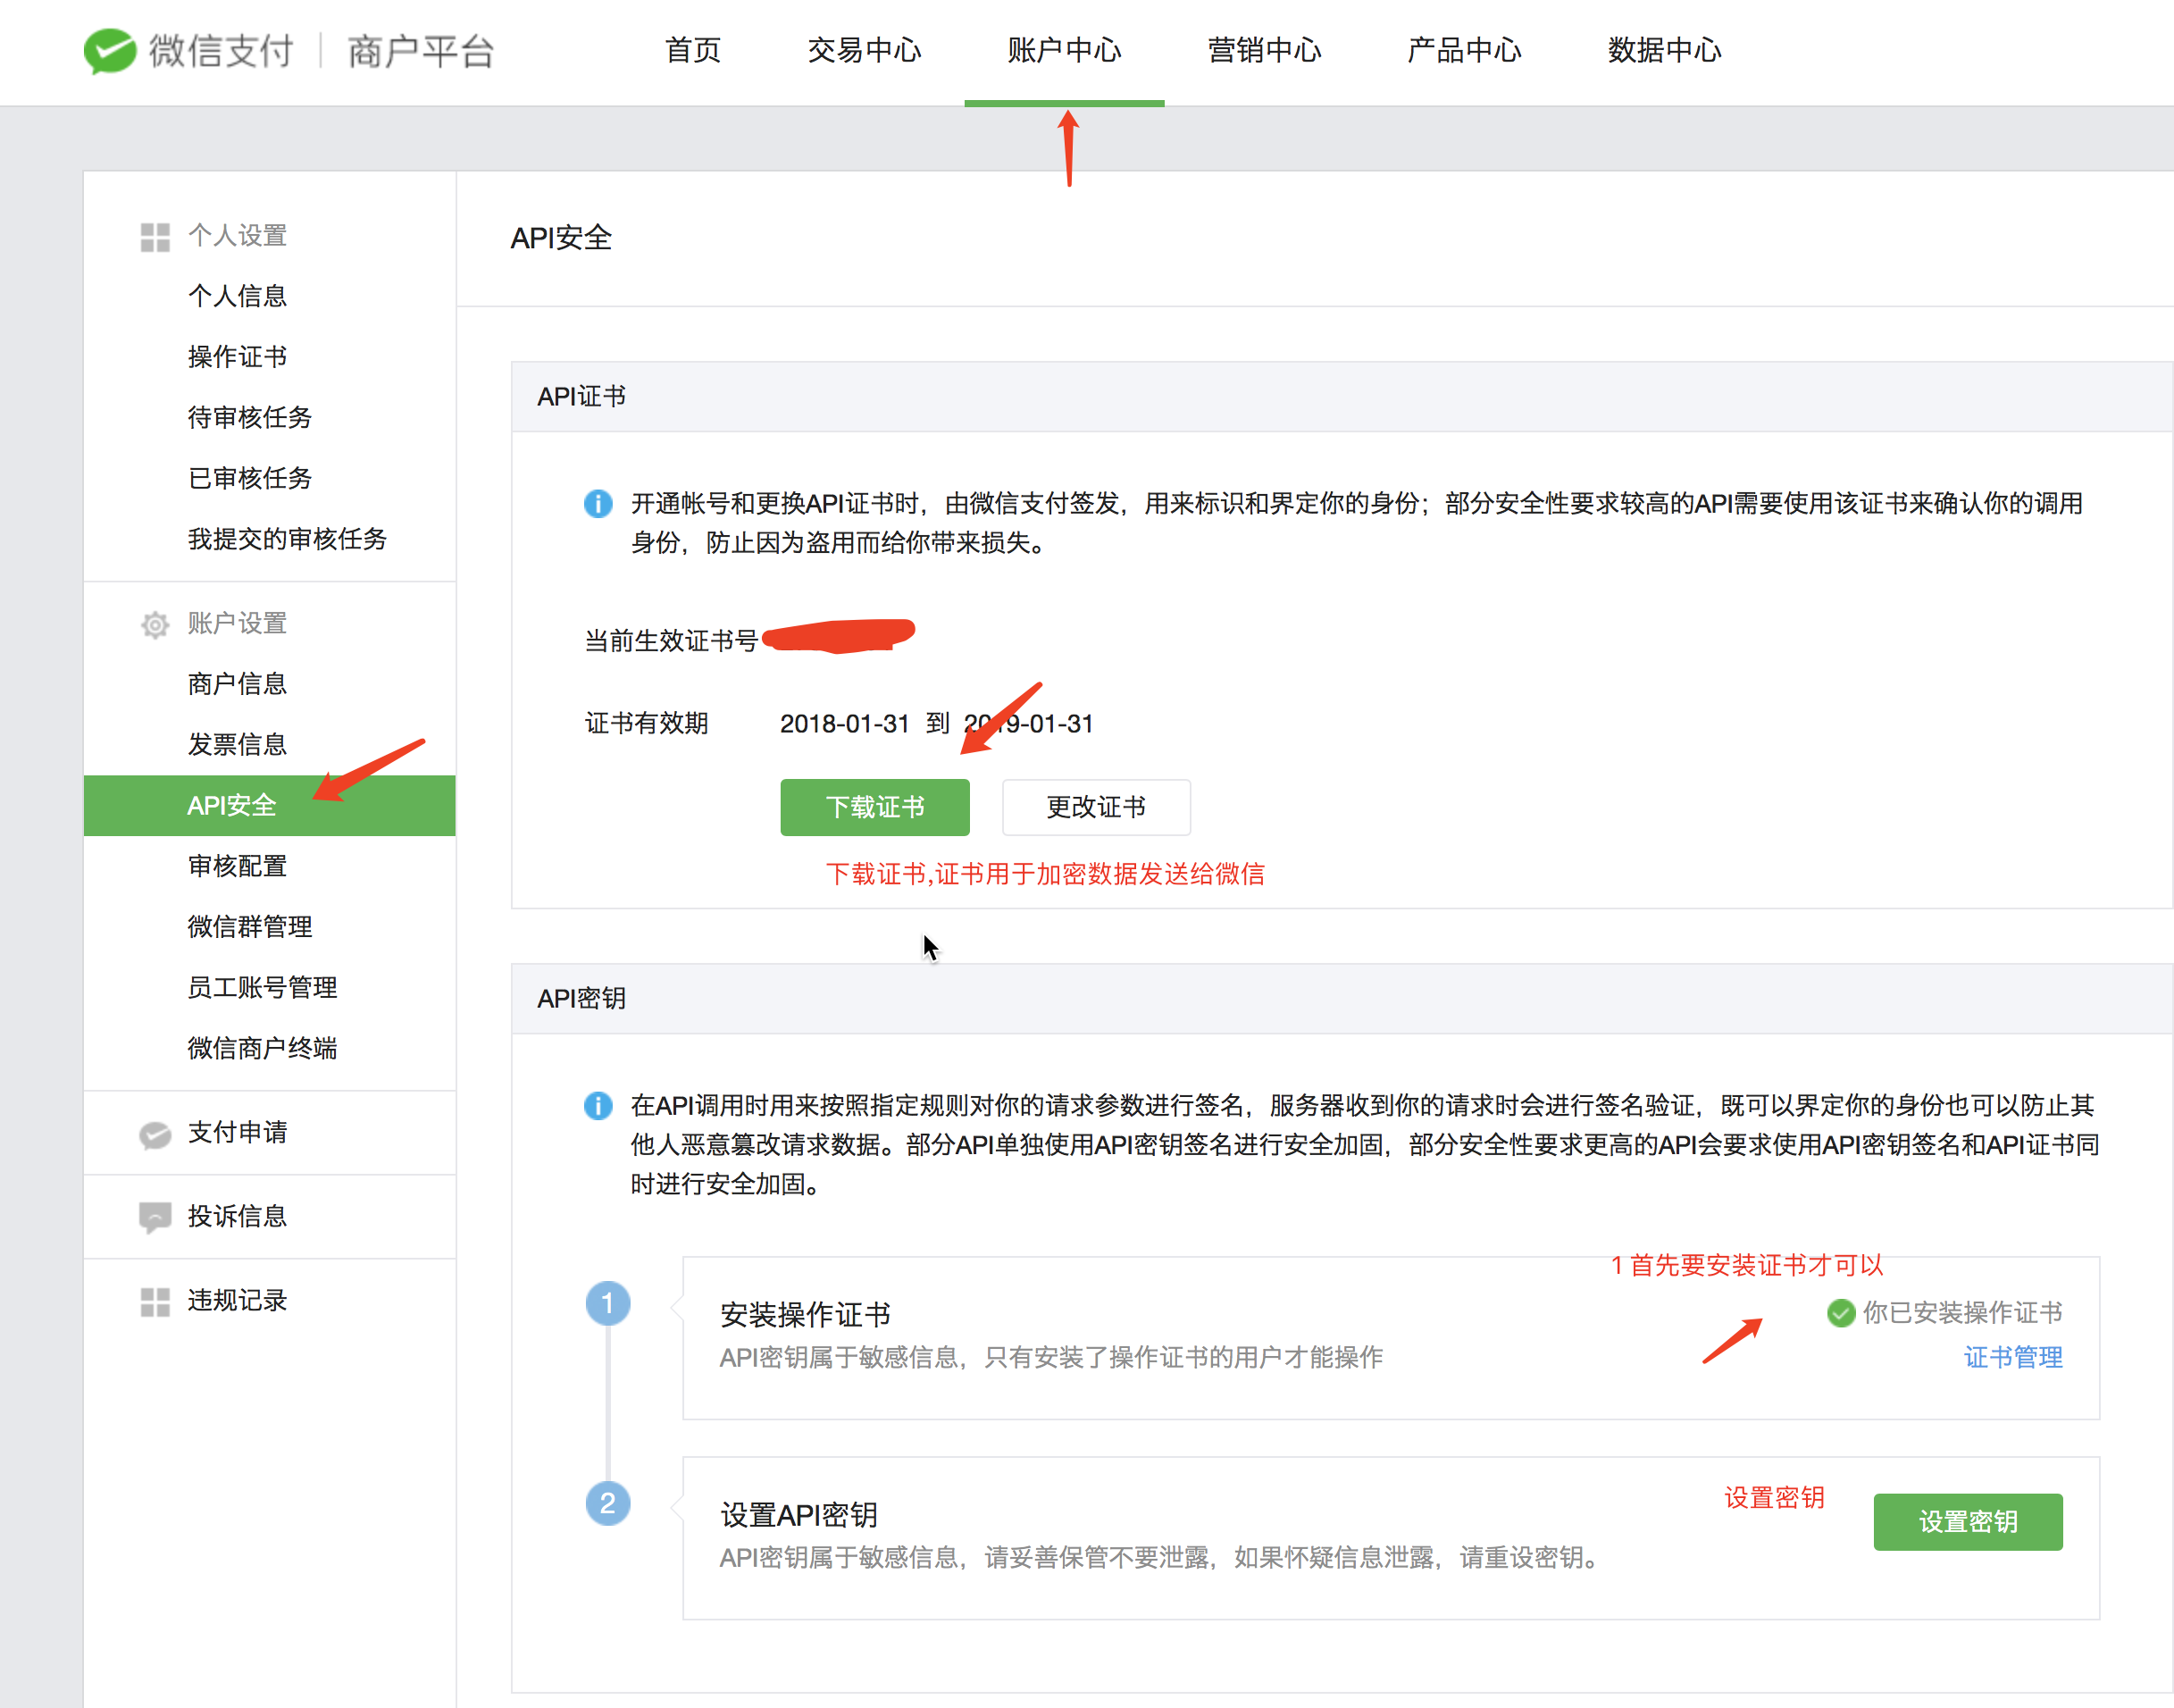 微信支付 | 商户平台
首页 交易中心 账户中心 营销中心 产品中心 数据中心
个人设置
个人信息
操作证书
待审核任务
已审核任务
我提交的审核任务
账户设置
商户信息
发票信息
API安全
审核配置
微信群管理
员工账号管理
微信商户终端
支付申请
投诉信息
违规记录
API安全
API证书
开通帐号和更换API证书时，由微信支付签发，用来标识和界定你的身份；部分安全性要求较高的API需要使用该证书来确认你的调用
身份，防止因为盗用而给你带来损失。
当前生效证书号
证书有效期 2018-01-31 到 2019-01-31
下载证书 更改证书
下载证书,证书用于加密数据发送给微信
API密钥
在API调用时用来按照指定规则对你的请求参数进行签名，服务器收到你的请求时会进行签名验证，既可以界定你的身份也可以防止其
他人恶意篡改请求数据。部分API单独使用API密钥签名进行安全加固，部分安全性要求更高的API会要求使用API密钥签名和API证书同
时进行安全加固。
1 首先要安装证书才可以
1 安装操作证书 你已安装操作证书
API密钥属于敏感信息，只有安装了操作证书的用户才能操作 证书管理
设置密钥
2 设置API密钥 设置密钥
API密钥属于敏感信息，请妥善保管不要泄露，如果怀疑信息泄露，请重设密钥。